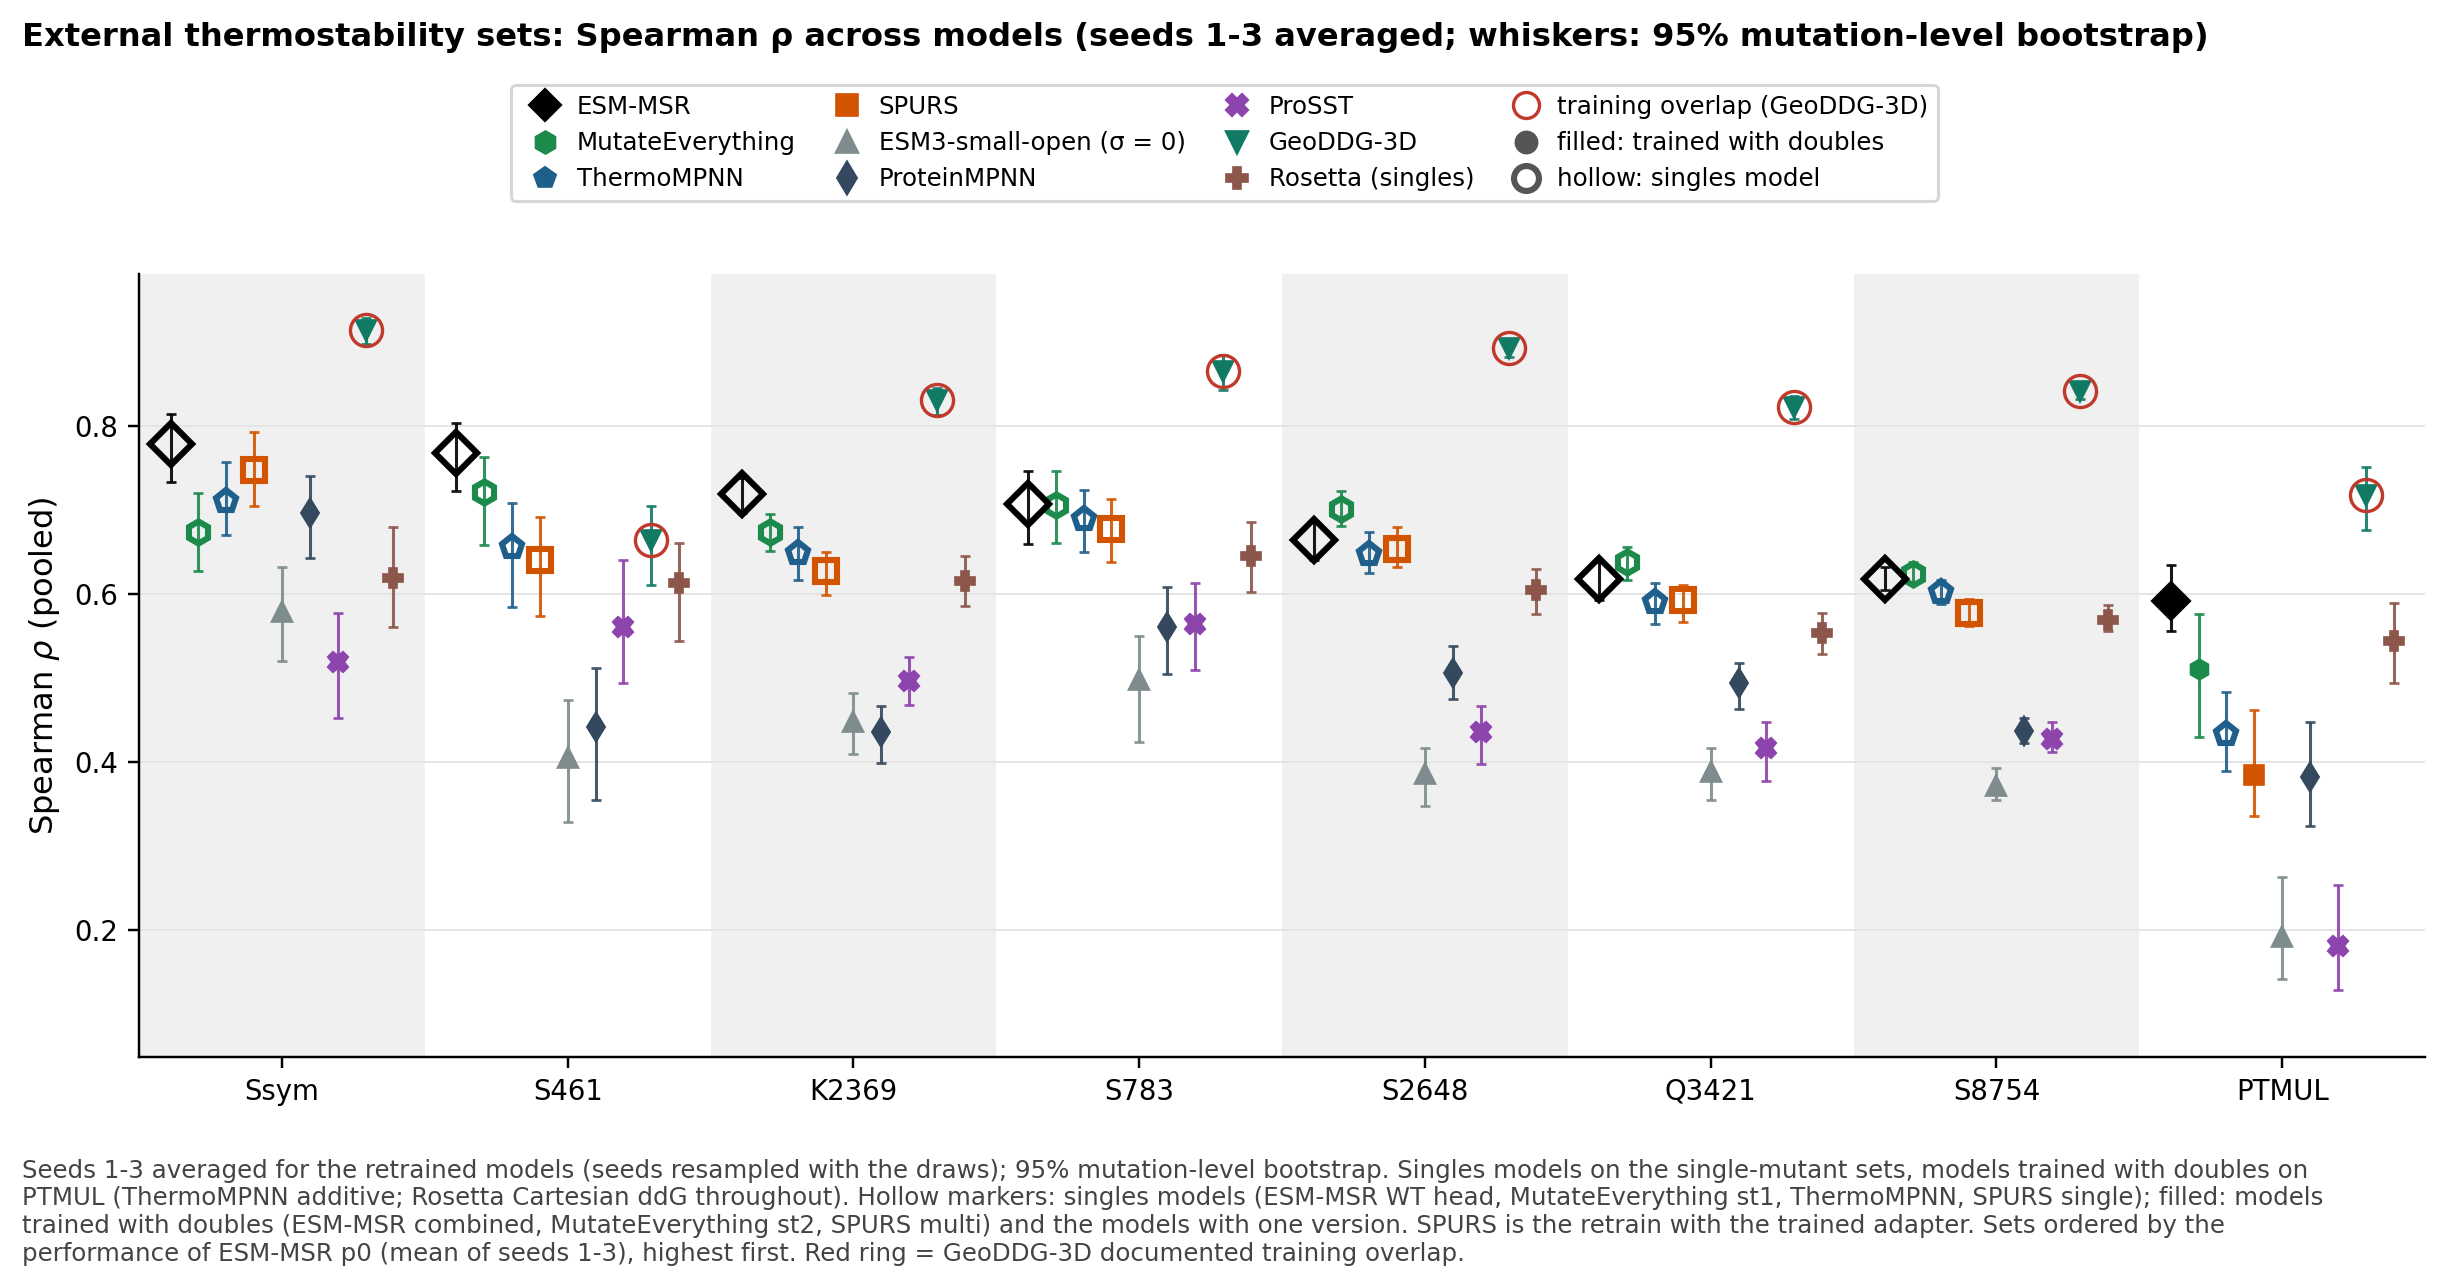 External thermostability sets: Spearman ρ across models (seeds 1-3 averaged; whiskers: 95% mutation-level bootstrap)
ESM-MSR
MutateEverything
ThermoMPNN
SPURS
ESM3-small-open (σ = 0)
ProteinMPNN
ProSST
GeoDDG-3D
Rosetta (singles)
training overlap (GeoDDG-3D)
filled: trained with doubles
hollow: singles model
Spearman ρ (pooled)
0.8
0.6
0.4
0.2
Ssym
S461
K2369
S783
S2648
Q3421
S8754
PTMUL
Seeds 1-3 averaged for the retrained models (seeds resampled with the draws); 95% mutation-level bootstrap. Singles models on the single-mutant sets, models trained with doubles on
PTMUL (ThermoMPNN additive; Rosetta Cartesian ddG throughout). Hollow markers: singles models (ESM-MSR WT head, MutateEverything st1, ThermoMPNN, SPURS single); filled: models
trained with doubles (ESM-MSR combined, MutateEverything st2, SPURS multi) and the models with one version. SPURS is the retrain with the trained adapter. Sets ordered by the
performance of ESM-MSR p0 (mean of seeds 1-3), highest first. Red ring = GeoDDG-3D documented training overlap.